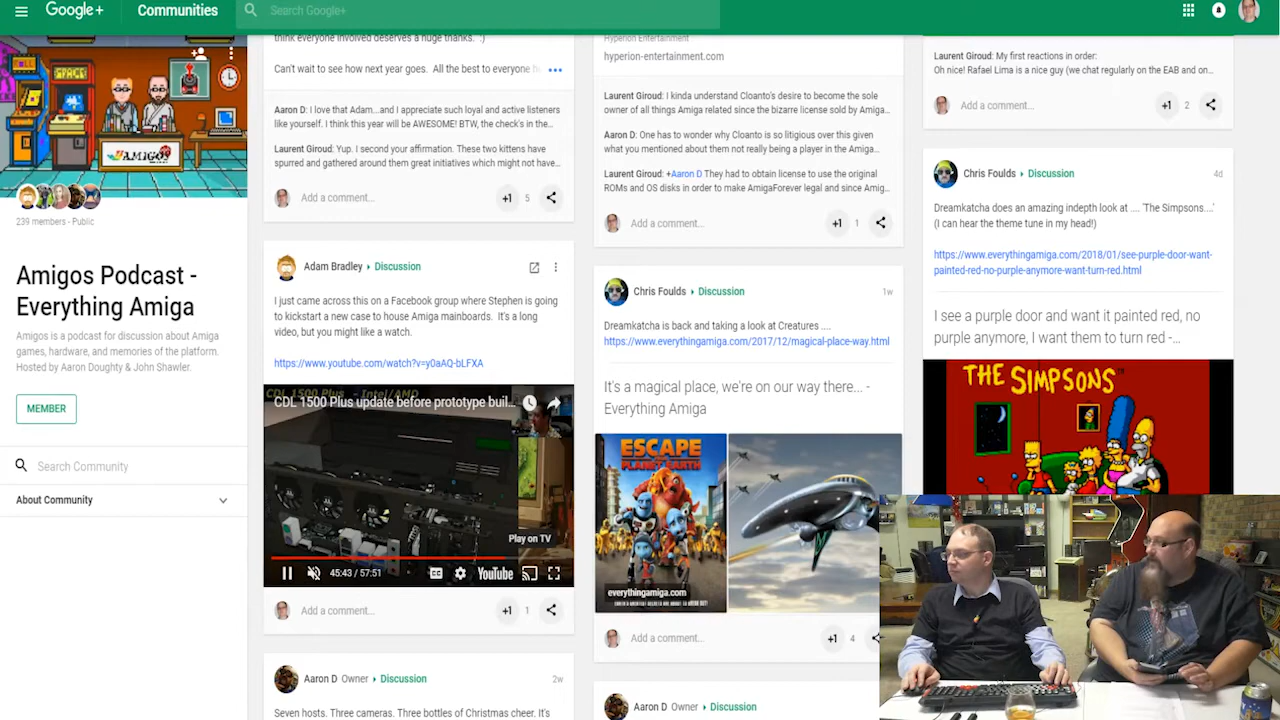 Google+
Communities
Search Google+
SPACE
AMIGOS
239 members - Public
Amigos Podcast -
Everything Amiga
Amigos is a podcast for discussion about Amiga
games, hardware, and memories of the platform.
Hosted by Aaron Doughty & John Shawler.
MEMBER
Search Community
About Community
think everyone involved deserves a huge thanks. :)
Can't wait to see how next year goes. All the best to everyone he
Aaron D: I love that Adam...and I appreciate such loyal and active listeners
like yourself. I think this year will be AWESOME! BTW, the check's in the...
Laurent Giroud: Yup. I second your affirmation. These two kittens have
spurred and gathered around them great initiatives which might not have...
Add a comment...
+1
5
Adam Bradley
Discussion
I just came across this on a Facebook group where Stephen is going
to kickstart a new case to house Amiga mainboards. It's a long
video, but you might like a watch.
https://www.youtube.com/watch?v=y0aAQ-bLFXA
CDL 1500 Plus - Intel/AMD
CDL 1500 Plus update before prototype buil...
Play on TV
45:43 / 57:51
CC
YouTube
Add a comment...
+1
1
Aaron D Owner
Discussion
2w
Seven hosts. Three cameras. Three bottles of Christmas cheer. It's
Hyperion Entertainment
hyperion-entertainment.com
Laurent Giroud: I kinda understand Cloanto's desire to become the sole
owner of all things Amiga related since the bizarre license sold by Amiga...
Aaron D: One has to wonder why Cloanto is so litigious over this given
what you mentioned about them not really being a player in the Amiga...
Laurent Giroud: +Aaron D They had to obtain license to use the original
ROMs and OS disks in order to make AmigaForever legal and since Amig...
Add a comment...
+1
1
Chris Foulds
Discussion
1w
Dreamkatcha is back and taking a look at Creatures ....
https://www.everythingamiga.com/2017/12/magical-place-way.html
It's a magical place, we're on our way there... -
Everything Amiga
ESCAPE
PLANET EARTH
everythingamiga.com
Add a comment...
+1
4
Aaron D Owner
Discussion
Laurent Giroud: My first reactions in order:
Oh nice! Rafael Lima is a nice guy (we chat regularly on the EAB and on...
Add a comment...
+1
2
Chris Foulds
Discussion
4d
Dreamkatcha does an amazing indepth look at .... 'The Simpsons....'
(I can hear the theme tune in my head!)
https://www.everythingamiga.com/2018/01/see-purple-door-want-
painted-red-no-purple-anymore-want-turn-red.html
I see a purple door and want it painted red, no
purple anymore, I want them to turn red -...
THE SIMPSONS